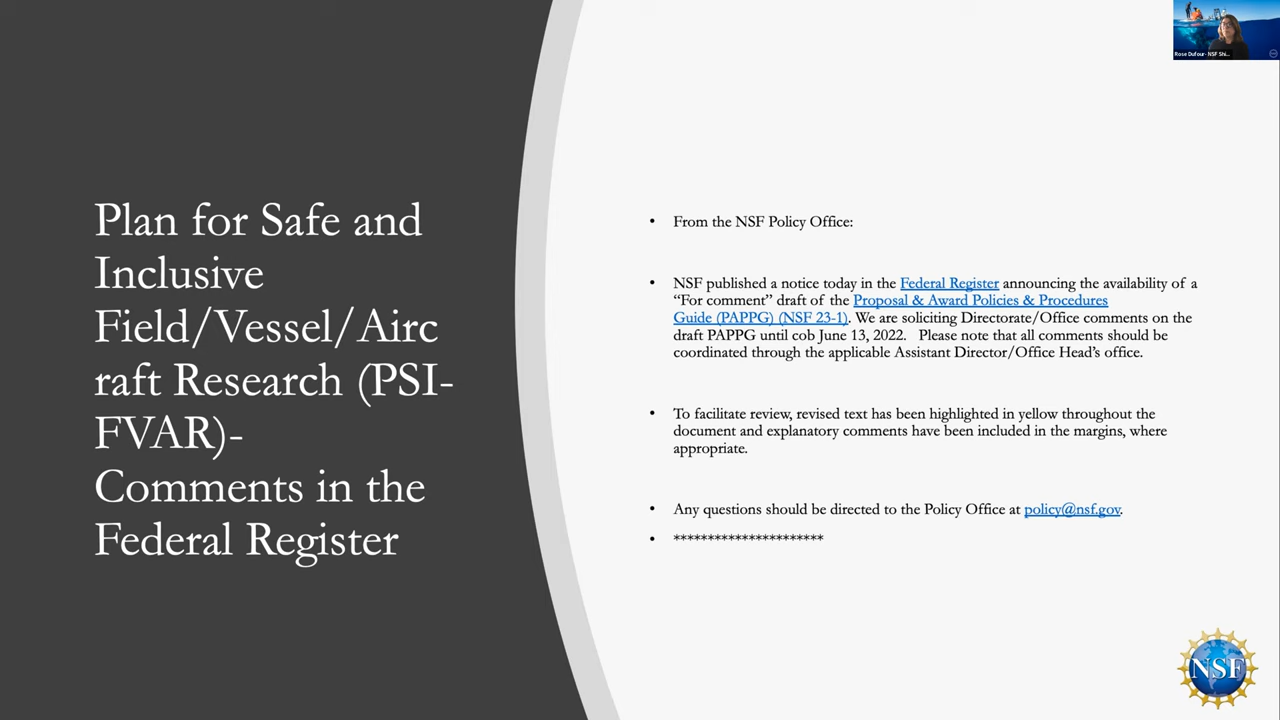 Plan for Safe and
Inclusive
Field/Vessel/Airc
raft Research (PSI-
FVAR)-
Comments in the
Federal Register
• From the NSF Policy Office:
• NSF published a notice today in the Federal Register announcing the availability of a
“For comment” draft of the Proposal & Award Policies & Procedures
Guide (PAPPG) (NSF 23-1). We are soliciting Directorate/Office comments on the
draft PAPPG until cob June 13, 2022. Please note that all comments should be
coordinated through the applicable Assistant Director/Office Head’s office.
• To facilitate review, revised text has been highlighted in yellow throughout the
document and explanatory comments have been included in the margins, where
appropriate.
• Any questions should be directed to the Policy Office at policy@nsf.gov.
• **********************
Rose Dufour- NSF Shi...
NSF